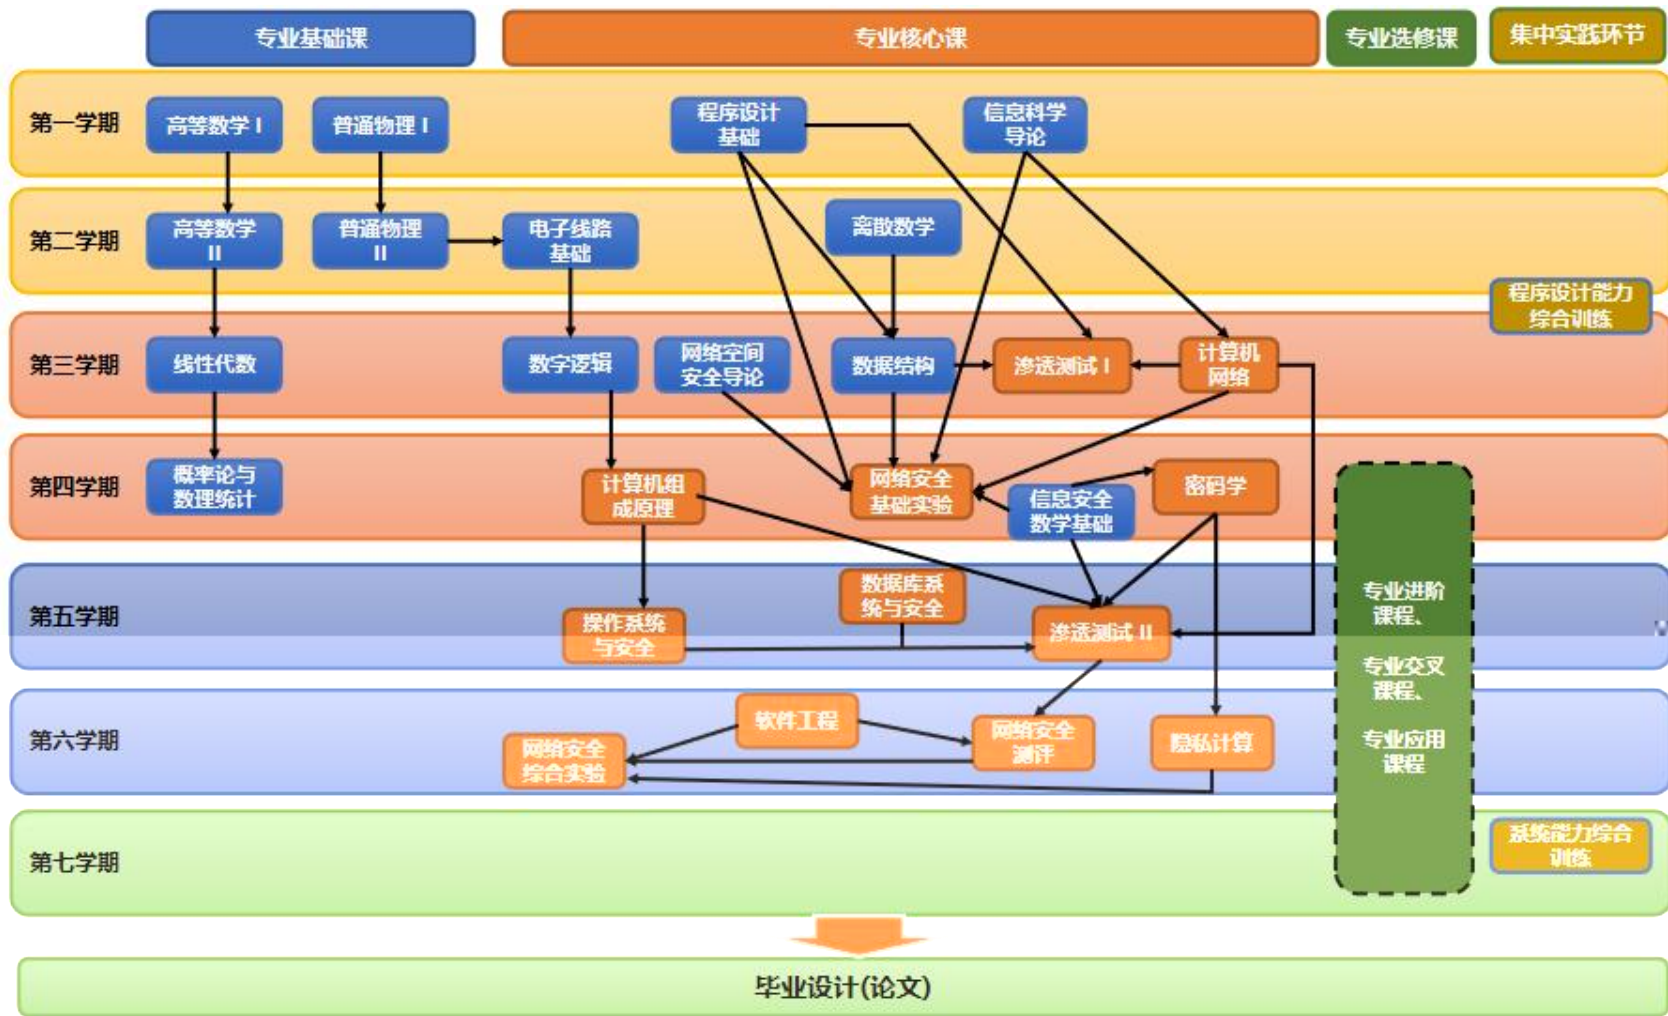 专业基础课
专业核心课
专业选修课
集中实践环节
第一学期
高等数学 I
普通物理 I
程序设计
基础
信息科学
导论
第二学期
高等数学
II
普通物理
II
电子线路
基础
离散数学
程序设计能力
综合训练
第三学期
线性代数
数字逻辑
网络空间
安全导论
数据结构
渗透测试 I
计算机
网络
第四学期
概率论与
数理统计
计算机组
成原理
网络安全
基础实验
信息安全
数学基础
密码学
第五学期
操作系统
与安全
数据库系
统与安全
渗透测试 II
专业进阶
课程、
专业交叉
课程、
专业应用
课程
第六学期
网络安全
综合实验
软件工程
网络安全
测评
隐私计算
第七学期
系统能力综合
训练
毕业设计(论文)